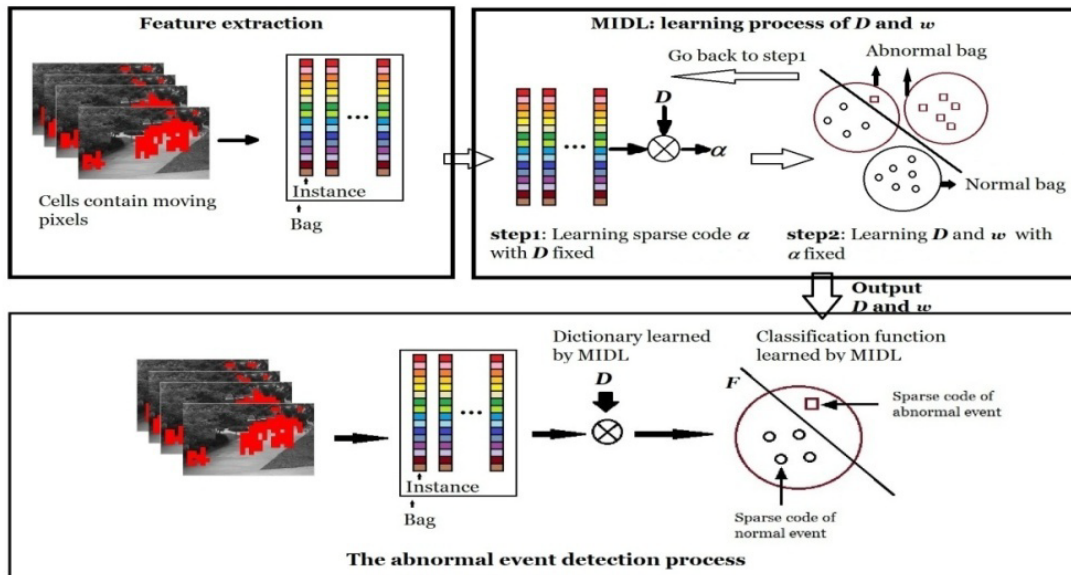 Feature extraction
Cells contain moving
pixels
...
Instance
Bag
MIDL: learning process of D and w
Go back to step1
Abnormal bag
D
...
α
Normal bag
step1: Learning sparse code α
with D fixed
step2: Learning D and w with
α fixed
Output
D and w
Dictionary learned
by MIDL
D
Classification function
learned by MIDL
F
Sparse code of
abnormal event
...
Instance
Bag
Sparse code of
normal event
The abnormal event detection process